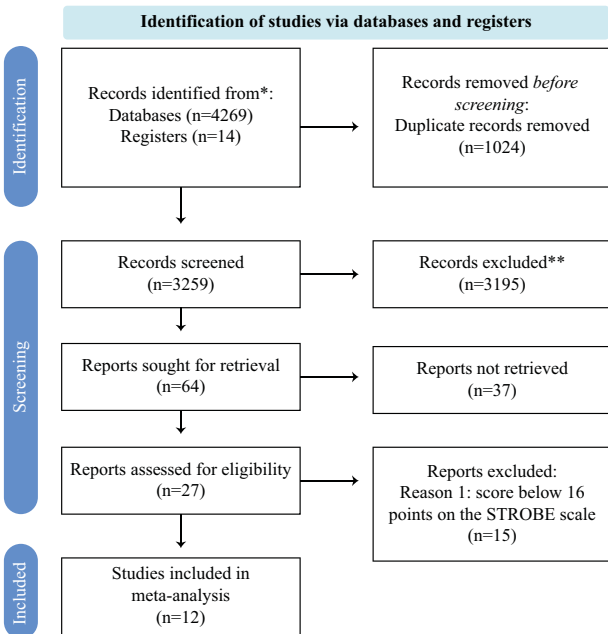 Identification of studies via databases and registers
Identification
Records identified from*:
Databases (n=4269)
Registers (n=14)
Records removed before
screening:
Duplicate records removed
(n=1024)
Screening
Records screened
(n=3259)
Records excluded**
(n=3195)
Reports sought for retrieval
(n=64)
Reports not retrieved
(n=37)
Reports assessed for eligibility
(n=27)
Reports excluded:
Reason 1: score below 16
points on the STROBE scale
(n=15)
Included
Studies included in
meta-analysis
(n=12)